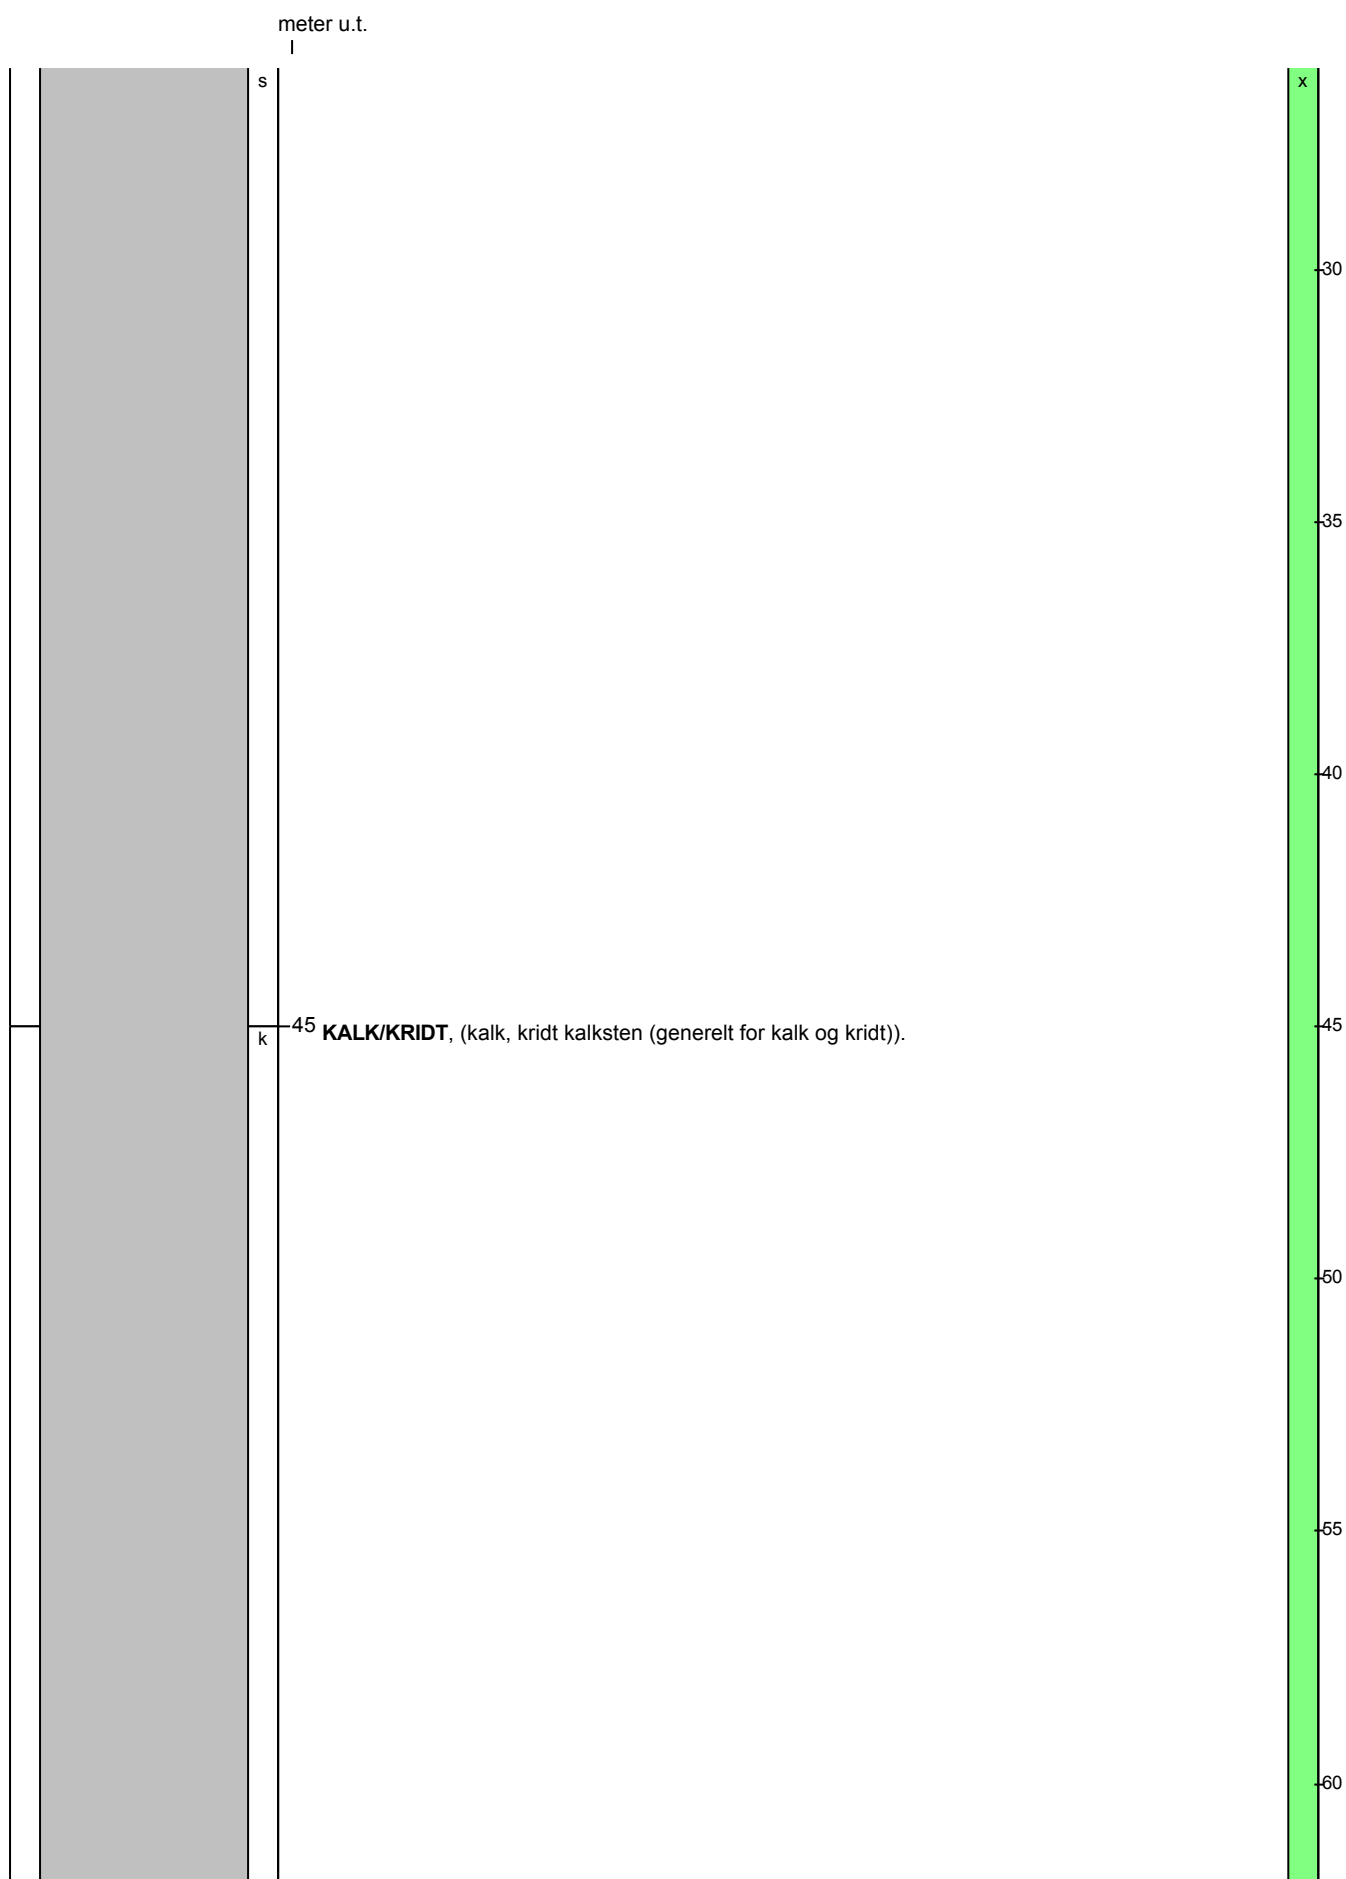 meter u.t.
s
x
30
35
40
45 KALK/KRIDT, (kalk, kridt kalksten (generelt for kalk og kridt)).
45
k
50
55
60